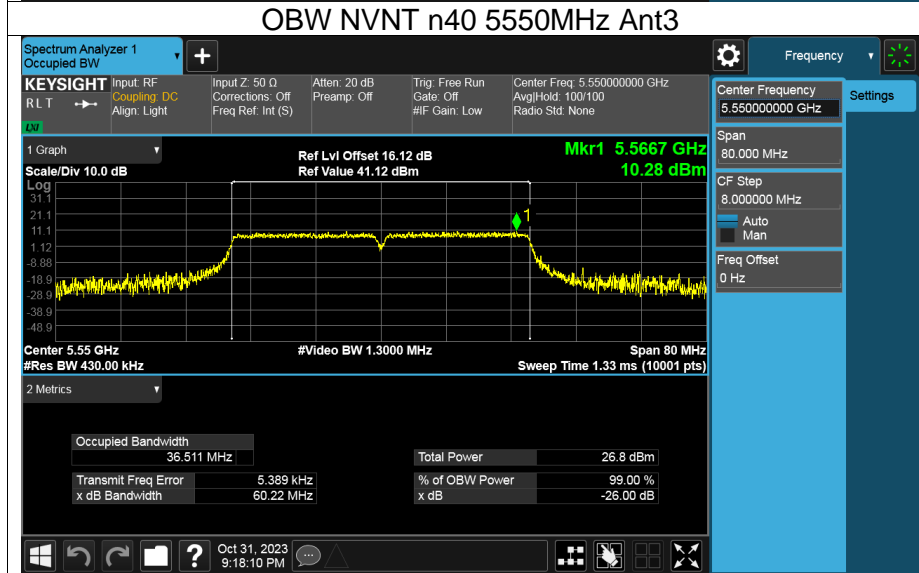 OBW NVNT n40 5550MHz Ant3
Spectrum Analyzer 1
Occupied BW
+
Frequency
KEYSIGHT
RLT
LXI
Input: RF
Coupling: DC
Align: Light
Input Z: 50 Ω
Corrections: Off
Freq Ref: Int (S)
Atten: 20 dB
Preamp: Off
Trig: Free Run
Gate: Off
#IF Gain: Low
Center Freq: 5.550000000 GHz
Avg|Hold: 100/100
Radio Std: None
Center Frequency
5.550000000 GHz
Settings
Span
80.000 MHz
CF Step
8.000000 MHz
Auto
Man
Freq Offset
0 Hz
1 Graph
Scale/Div 10.0 dB
Ref Lvl Offset 16.12 dB
Ref Value 41.12 dBm
Mkr1 5.5667 GHz
10.28 dBm
Log
31.1
21.1
11.1
1.12
-8.88
-18.9
-28.9
-38.9
-48.9
1
Center 5.55 GHz
#Res BW 430.00 kHz
#Video BW 1.3000 MHz
Span 80 MHz
Sweep Time 1.33 ms (10001 pts)
2 Metrics
Occupied Bandwidth
36.511 MHz
Transmit Freq Error 5.389 kHz
x dB Bandwidth 60.22 MHz
Total Power 26.8 dBm
% of OBW Power 99.00 %
x dB -26.00 dB
?
Oct 31, 2023
9:18:10 PM